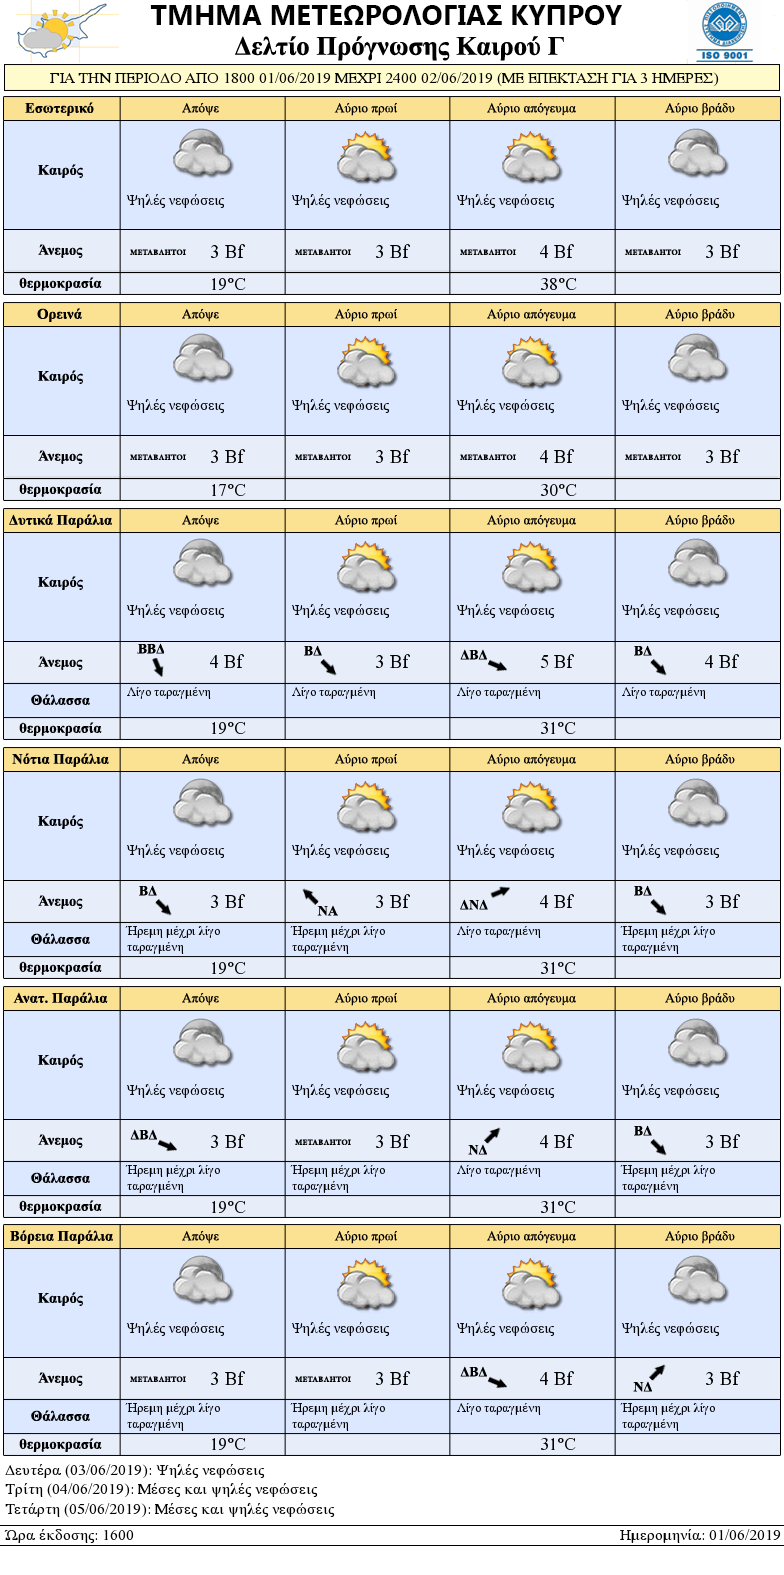 ΤΜΗΜΑ ΜΕΤΕΩΡΟΛΟΓΙΑΣ ΚΥΠΡΟΥ
Δελτίο Πρόγνωσης Καιρού Γ
ISO 9001
ΓΙΑ ΤΗΝ ΠΕΡΙΟΔΟ ΑΠΟ 1800 01/06/2019 ΜΕΧΡΙ 2400 02/06/2019 (ΜΕ ΕΠΕΚΤΑΣΗ ΓΙΑ 3 ΗΜΕΡΕΣ)
Εσωτερικό Απόψε Αύριο πρωί Αύριο απόγευμα Αύριο βράδυ
Καιρός
Ψηλές νεφώσεις Ψηλές νεφώσεις Ψηλές νεφώσεις Ψηλές νεφώσεις
Άνεμος ΜΕΤΑΒΛΗΤΟΙ 3 Bf ΜΕΤΑΒΛΗΤΟΙ 3 Bf ΜΕΤΑΒΛΗΤΟΙ 4 Bf ΜΕΤΑΒΛΗΤΟΙ 3 Bf
θερμοκρασία 19°C 38°C
Ορεινά Απόψε Αύριο πρωί Αύριο απόγευμα Αύριο βράδυ
Καιρός
Ψηλές νεφώσεις Ψηλές νεφώσεις Ψηλές νεφώσεις Ψηλές νεφώσεις
Άνεμος ΜΕΤΑΒΛΗΤΟΙ 3 Bf ΜΕΤΑΒΛΗΤΟΙ 3 Bf ΜΕΤΑΒΛΗΤΟΙ 4 Bf ΜΕΤΑΒΛΗΤΟΙ 3 Bf
θερμοκρασία 17°C 30°C
Δυτικά Παράλια Απόψε Αύριο πρωί Αύριο απόγευμα Αύριο βράδυ
Καιρός
Ψηλές νεφώσεις Ψηλές νεφώσεις Ψηλές νεφώσεις Ψηλές νεφώσεις
Άνεμος ΒΒΔ 4 Bf ΒΔ 3 Bf ΔΒΔ 5 Bf ΒΔ 4 Bf
Θάλασσα Λίγο ταραγμένη Λίγο ταραγμένη Λίγο ταραγμένη Λίγο ταραγμένη
θερμοκρασία 19°C 31°C
Νότια Παράλια Απόψε Αύριο πρωί Αύριο απόγευμα Αύριο βράδυ
Καιρός
Ψηλές νεφώσεις Ψηλές νεφώσεις Ψηλές νεφώσεις Ψηλές νεφώσεις
Άνεμος ΒΔ 3 Bf ΝΑ 3 Bf ΔΝΔ 4 Bf ΒΔ 3 Bf
Θάλασσα Ήρεμη μέχρι λίγο Ήρεμη μέχρι λίγο Λίγο ταραγμένη Ήρεμη μέχρι λίγο
ταραγμένη ταραγμένη ταραγμένη
θερμοκρασία 19°C 31°C
Ανατ. Παράλια Απόψε Αύριο πρωί Αύριο απόγευμα Αύριο βράδυ
Καιρός
Ψηλές νεφώσεις Ψηλές νεφώσεις Ψηλές νεφώσεις Ψηλές νεφώσεις
Άνεμος ΔΒΔ 3 Bf ΜΕΤΑΒΛΗΤΟΙ 3 Bf ΝΔ 4 Bf ΒΔ 3 Bf
Θάλασσα Ήρεμη μέχρι λίγο Ήρεμη μέχρι λίγο Λίγο ταραγμένη Ήρεμη μέχρι λίγο
ταραγμένη ταραγμένη ταραγμένη
θερμοκρασία 19°C 31°C
Βόρεια Παράλια Απόψε Αύριο πρωί Αύριο απόγευμα Αύριο βράδυ
Καιρός
Ψηλές νεφώσεις Ψηλές νεφώσεις Ψηλές νεφώσεις Ψηλές νεφώσεις
Άνεμος ΜΕΤΑΒΛΗΤΟΙ 3 Bf ΜΕΤΑΒΛΗΤΟΙ 3 Bf ΔΒΔ 4 Bf ΝΔ 3 Bf
Θάλασσα Ήρεμη μέχρι λίγο Ήρεμη μέχρι λίγο Λίγο ταραγμένη Ήρεμη μέχρι λίγο
ταραγμένη ταραγμένη ταραγμένη
θερμοκρασία 19°C 31°C
Δευτέρα (03/06/2019): Ψηλές νεφώσεις
Τρίτη (04/06/2019): Μέσες και ψηλές νεφώσεις
Τετάρτη (05/06/2019): Μέσες και ψηλές νεφώσεις
Ώρα έκδοσης: 1600 Ημερομηνία: 01/06/2019